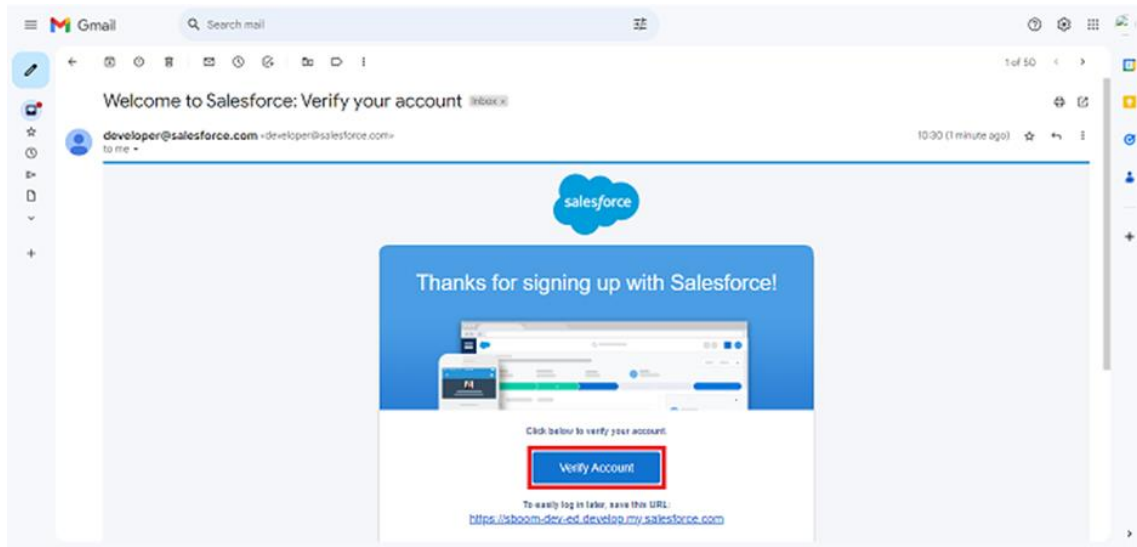 Gmail
Search mail
1 of 50
Welcome to Salesforce: Verify your account Inbox ×
developer@salesforce.com <developer@salesforce.com>
10:30 (1 minute ago)
to me
salesforce
Thanks for signing up with Salesforce!
Click below to verify your account.
Verify Account
To easily log in later, save this URL:
https://sboom-dev-ed.develop.my.salesforce.com